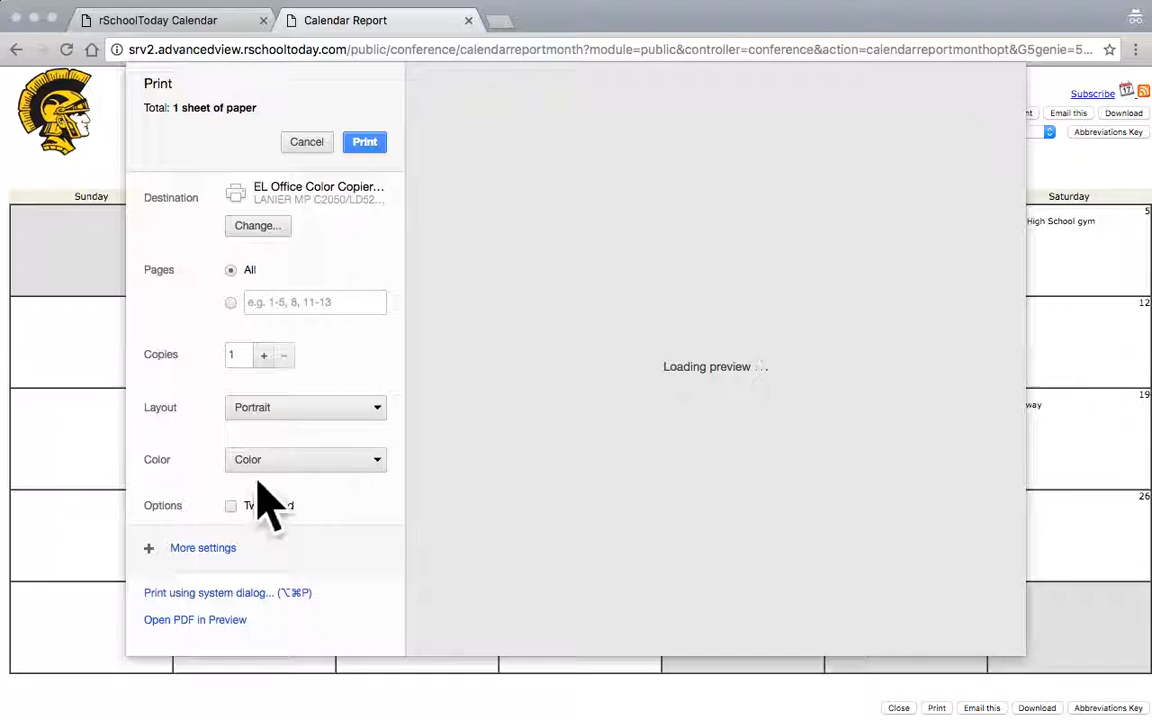 rSchoolToday Calendar
Calendar Report
srv2.advancedview.rschooltoday.com/public/conference/calendarreportmonth?module=public&controller=conference&action=calendarreportmonthopt&G5genie=5...
Print
Total: 1 sheet of paper
Cancel
Print
Destination
EL Office Color Copier...
LANIER MP C2050/LD52...
Change...
Pages
All
e.g. 1-5, 8, 11-13
Copies
1
+
−
Layout
Portrait
Color
Color
Options
+
More settings
Print using system dialog... (⌥⌘P)
Open PDF in Preview
Loading preview ...
Subscribe
17
nt
Email this
Download
Abbreviations Key
Sunday
Saturday
5
High School gym
12
19
way
26
Close
Print
Email this
Download
Abbreviations Key